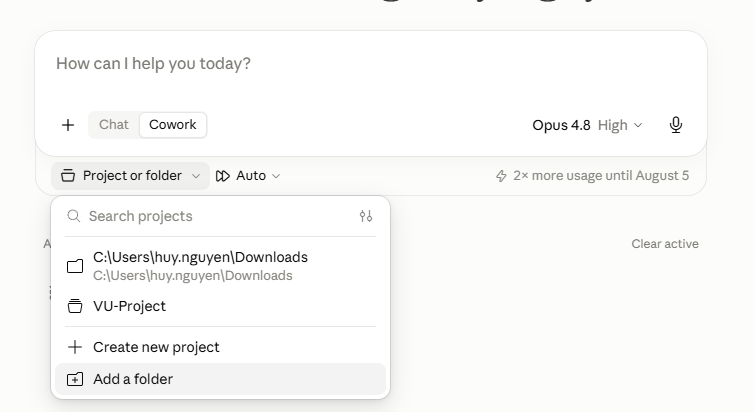 How can I help you today?
Chat Cowork Opus 4.8 High
Project or folder Auto 2× more usage until August 5
Search projects
Clear active
C:\Users\huy.nguyen\Downloads
C:\Users\huy.nguyen\Downloads
VU-Project
Create new project
Add a folder